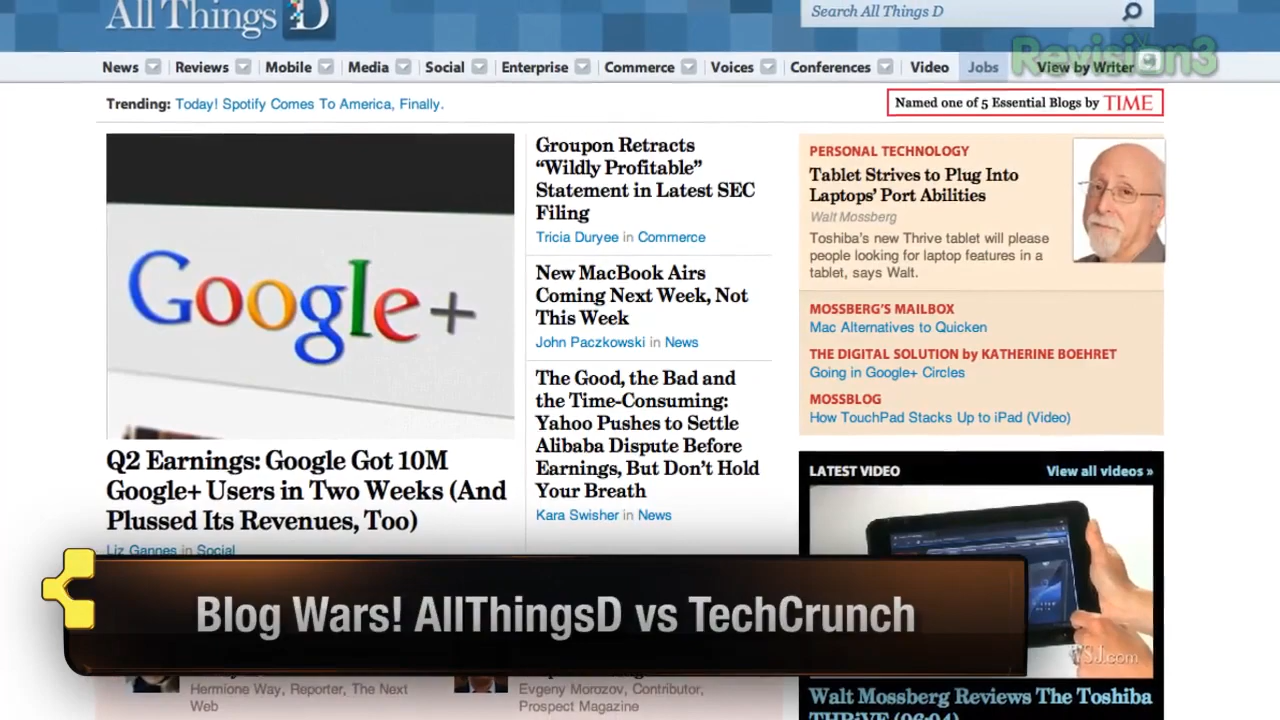 All Things D
Search All Things D
Revision3
News Reviews Mobile Media Social Enterprise Commerce Voices Conferences Video Jobs View by Writer
Trending: Today! Spotify Comes To America, Finally.
Named one of 5 Essential Blogs by TIME
Google+
Q2 Earnings: Google Got 10M
Google+ Users in Two Weeks (And
Plussed Its Revenues, Too)
Liz Gannes in Social
Groupon Retracts
“Wildly Profitable”
Statement in Latest SEC
Filing
Tricia Duryee in Commerce
New MacBook Airs
Coming Next Week, Not
This Week
John Paczkowski in News
The Good, the Bad and
the Time-Consuming:
Yahoo Pushes to Settle
Alibaba Dispute Before
Earnings, But Don’t Hold
Your Breath
Kara Swisher in News
PERSONAL TECHNOLOGY
Tablet Strives to Plug Into
Laptops’ Port Abilities
Walt Mossberg
Toshiba’s new Thrive tablet will please
people looking for laptop features in a
tablet, says Walt.
MOSSBERG’S MAILBOX
Mac Alternatives to Quicken
THE DIGITAL SOLUTION by KATHERINE BOEHRET
Going in Google+ Circles
MOSSBLOG
How TouchPad Stacks Up to iPad (Video)
LATEST VIDEO View all videos »
WSJ.com
Walt Mossberg Reviews The Toshiba
THRiVE (06:04)
Blog Wars! AllThingsD vs TechCrunch
Hermione Way, Reporter, The Next
Web
Evgeny Morozov, Contributor,
Prospect Magazine